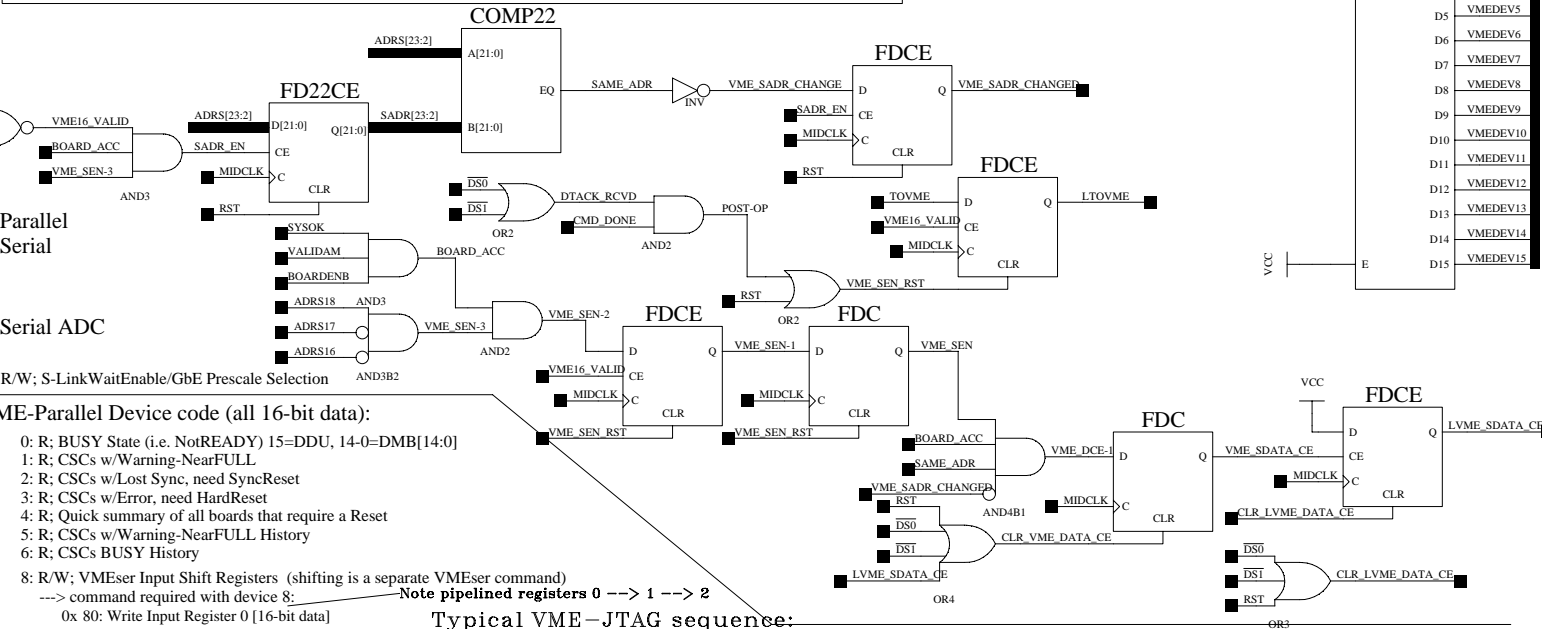 COMP22
ADRS[23:2]
A[21:0]
EQ
B[21:0]
SAME_ADR
INV
VME_SADR_CHANGE
FDCE
D
Q
VME_SADR_CHANGED
SADR_EN
CE
MIDCLK
C
CLR
RST
D5
VMEDEV5
D6
VMEDEV6
D7
VMEDEV7
D8
VMEDEV8
D9
VMEDEV9
D10
VMEDEV10
D11
VMEDEV11
D12
VMEDEV12
D13
VMEDEV13
D14
VMEDEV14
D15
VMEDEV15
VCC
E
FD22CE
VME16_VALID
BOARD_ACC
VME_SEN-3
AND3
SADR_EN
ADRS[23:2]
D[21:0]
Q[21:0]
SADR[23:2]
CE
MIDCLK
C
CLR
RST
DS0
DS1
OR2
DTACK_RCVD
CMD_DONE
AND2
POST-OP
FDCE
TOVME
D
Q
LTOVME
VME16_VALID
CE
MIDCLK
C
CLR
RST
OR2
VME_SEN_RST
Parallel
Serial
SYSOK
VALIDAM
BOARDENB
AND3
BOARD_ACC
ADRS18
ADRS17
ADRS16
AND3B2
VME_SEN-3
AND2
VME_SEN-2
Serial ADC
R/W; S-LinkWaitEnable/GbE Prescale Selection
FDCE
D
Q
VME16_VALID
CE
MIDCLK
C
CLR
VME_SEN_RST
VME_SEN-1
FDC
D
Q
MIDCLK
C
CLR
VME_SEN_RST
VME_SEN
BOARD_ACC
SAME_ADR
VME_SADR_CHANGED
AND4B1
VME_DCE-1
RST
DS0
DS1
LVME_SDATA_CE
OR4
CLR_VME_DATA_CE
FDC
D
Q
MIDCLK
C
CLR
VME_SDATA_CE
VCC
FDCE
D
Q
LVME_SDATA_CE
CE
MIDCLK
C
CLR
CLR_LVME_DATA_CE
DS0
DS1
RST
OR3
CLR_LVME_DATA_CE
ME-Parallel Device code (all 16-bit data):
0: R; BUSY State (i.e. NotREADY) 15=DDU, 14-0=DMB[14:0]
1: R; CSCs w/Warning-NearFULL
2: R; CSCs w/Lost Sync, need SyncReset
3: R; CSCs w/Error, need HardReset
4: R; Quick summary of all boards that require a Reset
5: R; CSCs w/Warning-NearFULL History
6: R; CSCs BUSY History
8: R/W; VMEser Input Shift Registers (shifting is a separate VMEser command)
---> command required with device 8:
0x 80: Write Input Register 0 [16-bit data]
Note pipelined registers 0 --> 1 --> 2
Typical VME-JTAG sequence: